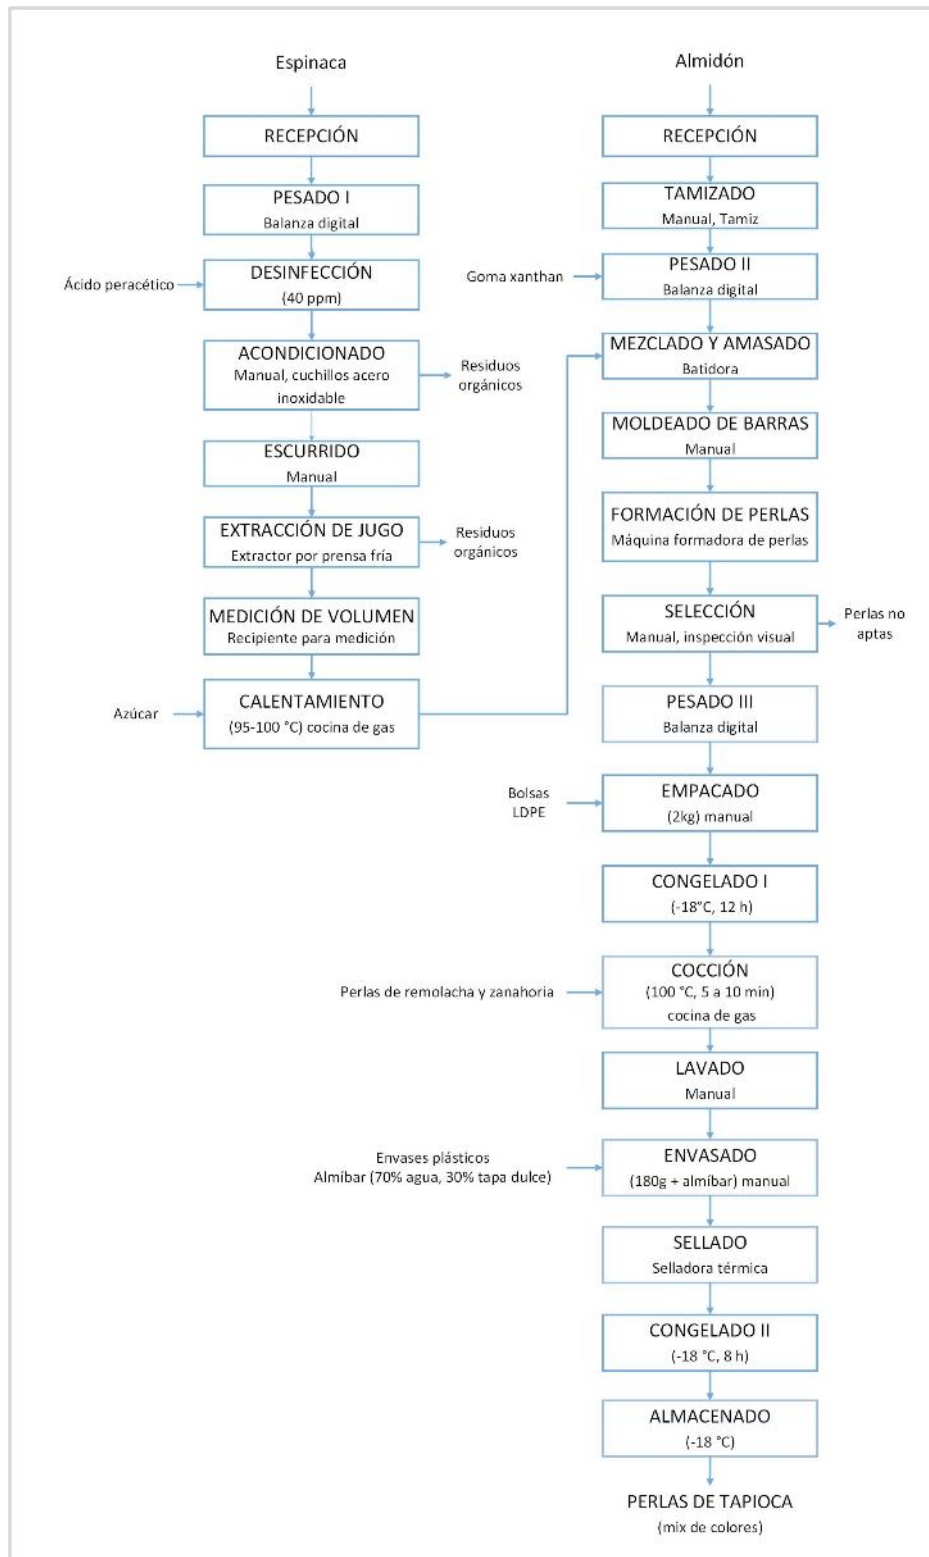 Espinaca
RECEPCIÓN
PESADO I
Balanza digital
Ácido peracético
DESINFECCIÓN
(40 ppm)
ACONDICIONADO
Manual, cuchillos acero
inoxidable
Residuos
orgánicos
ESCURRIDO
Manual
EXTRACCIÓN DE JUGO
Extractor por prensa fría
Residuos
orgánicos
MEDICIÓN DE VOLUMEN
Recipiente para medición
Azúcar
CALENTAMIENTO
(95-100 °C) cocina de gas
Almidón
RECEPCIÓN
TAMIZADO
Manual, Tamiz
Goma xanthan
PESADO II
Balanza digital
MEZCLADO Y AMASADO
Batidora
MOLDEADO DE BARRAS
Manual
FORMACIÓN DE PERLAS
Máquina formadora de perlas
SELECCIÓN
Manual, inspección visual
Perlas no
aptas
PESADO III
Balanza digital
Bolsas
LDPE
EMPACADO
(2kg) manual
CONGELADO I
(-18°C, 12 h)
Perlas de remolacha y zanahoria
COCCIÓN
(100 °C, 5 a 10 min)
cocina de gas
LAVADO
Manual
Envases plásticos
Almíbar (70% agua, 30% tapa dulce)
ENVASADO
(180g + almíbar) manual
SELLADO
Selladora térmica
CONGELADO II
(-18 °C, 8 h)
ALMACENADO
(-18 °C)
PERLAS DE TAPIOCA
(mix de colores)